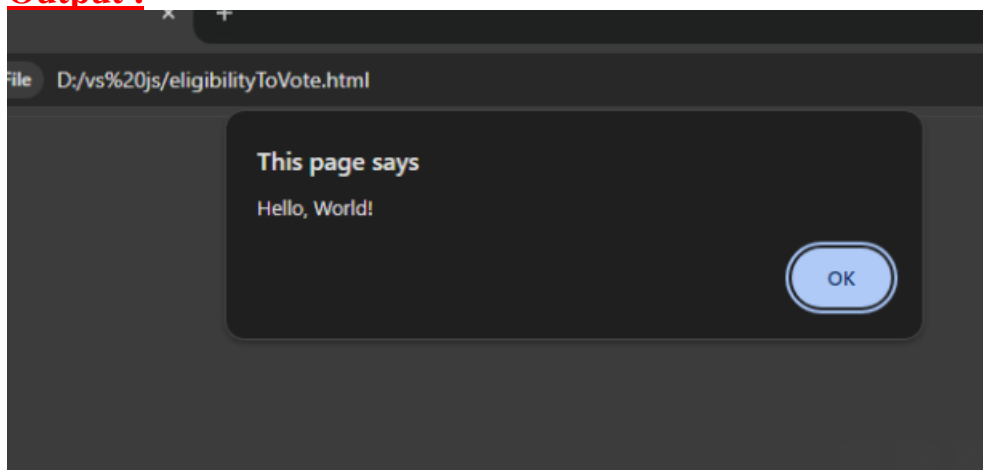 Output :
× +
File D:/vs%20js/eligibilityToVote.html
This page says
Hello, World!
OK